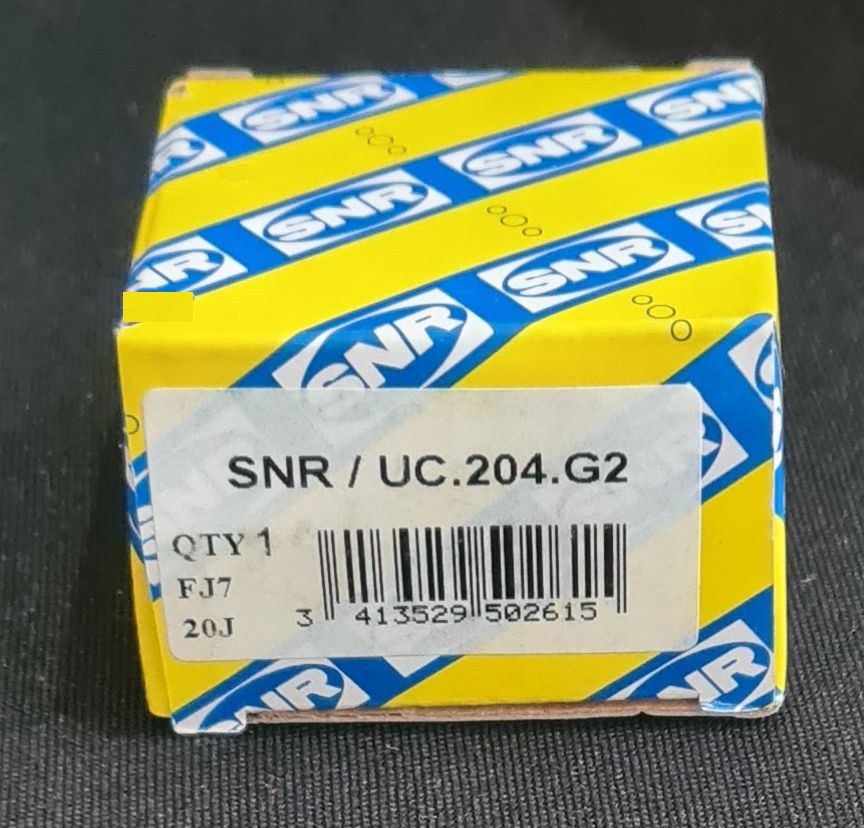 SNR SNR
SNR SNR SNR
SNR SNR SNR
SNR
SNR / UC.204.G2
QTY 1
FJ7
20J
3 413529 502615
SNR SNR